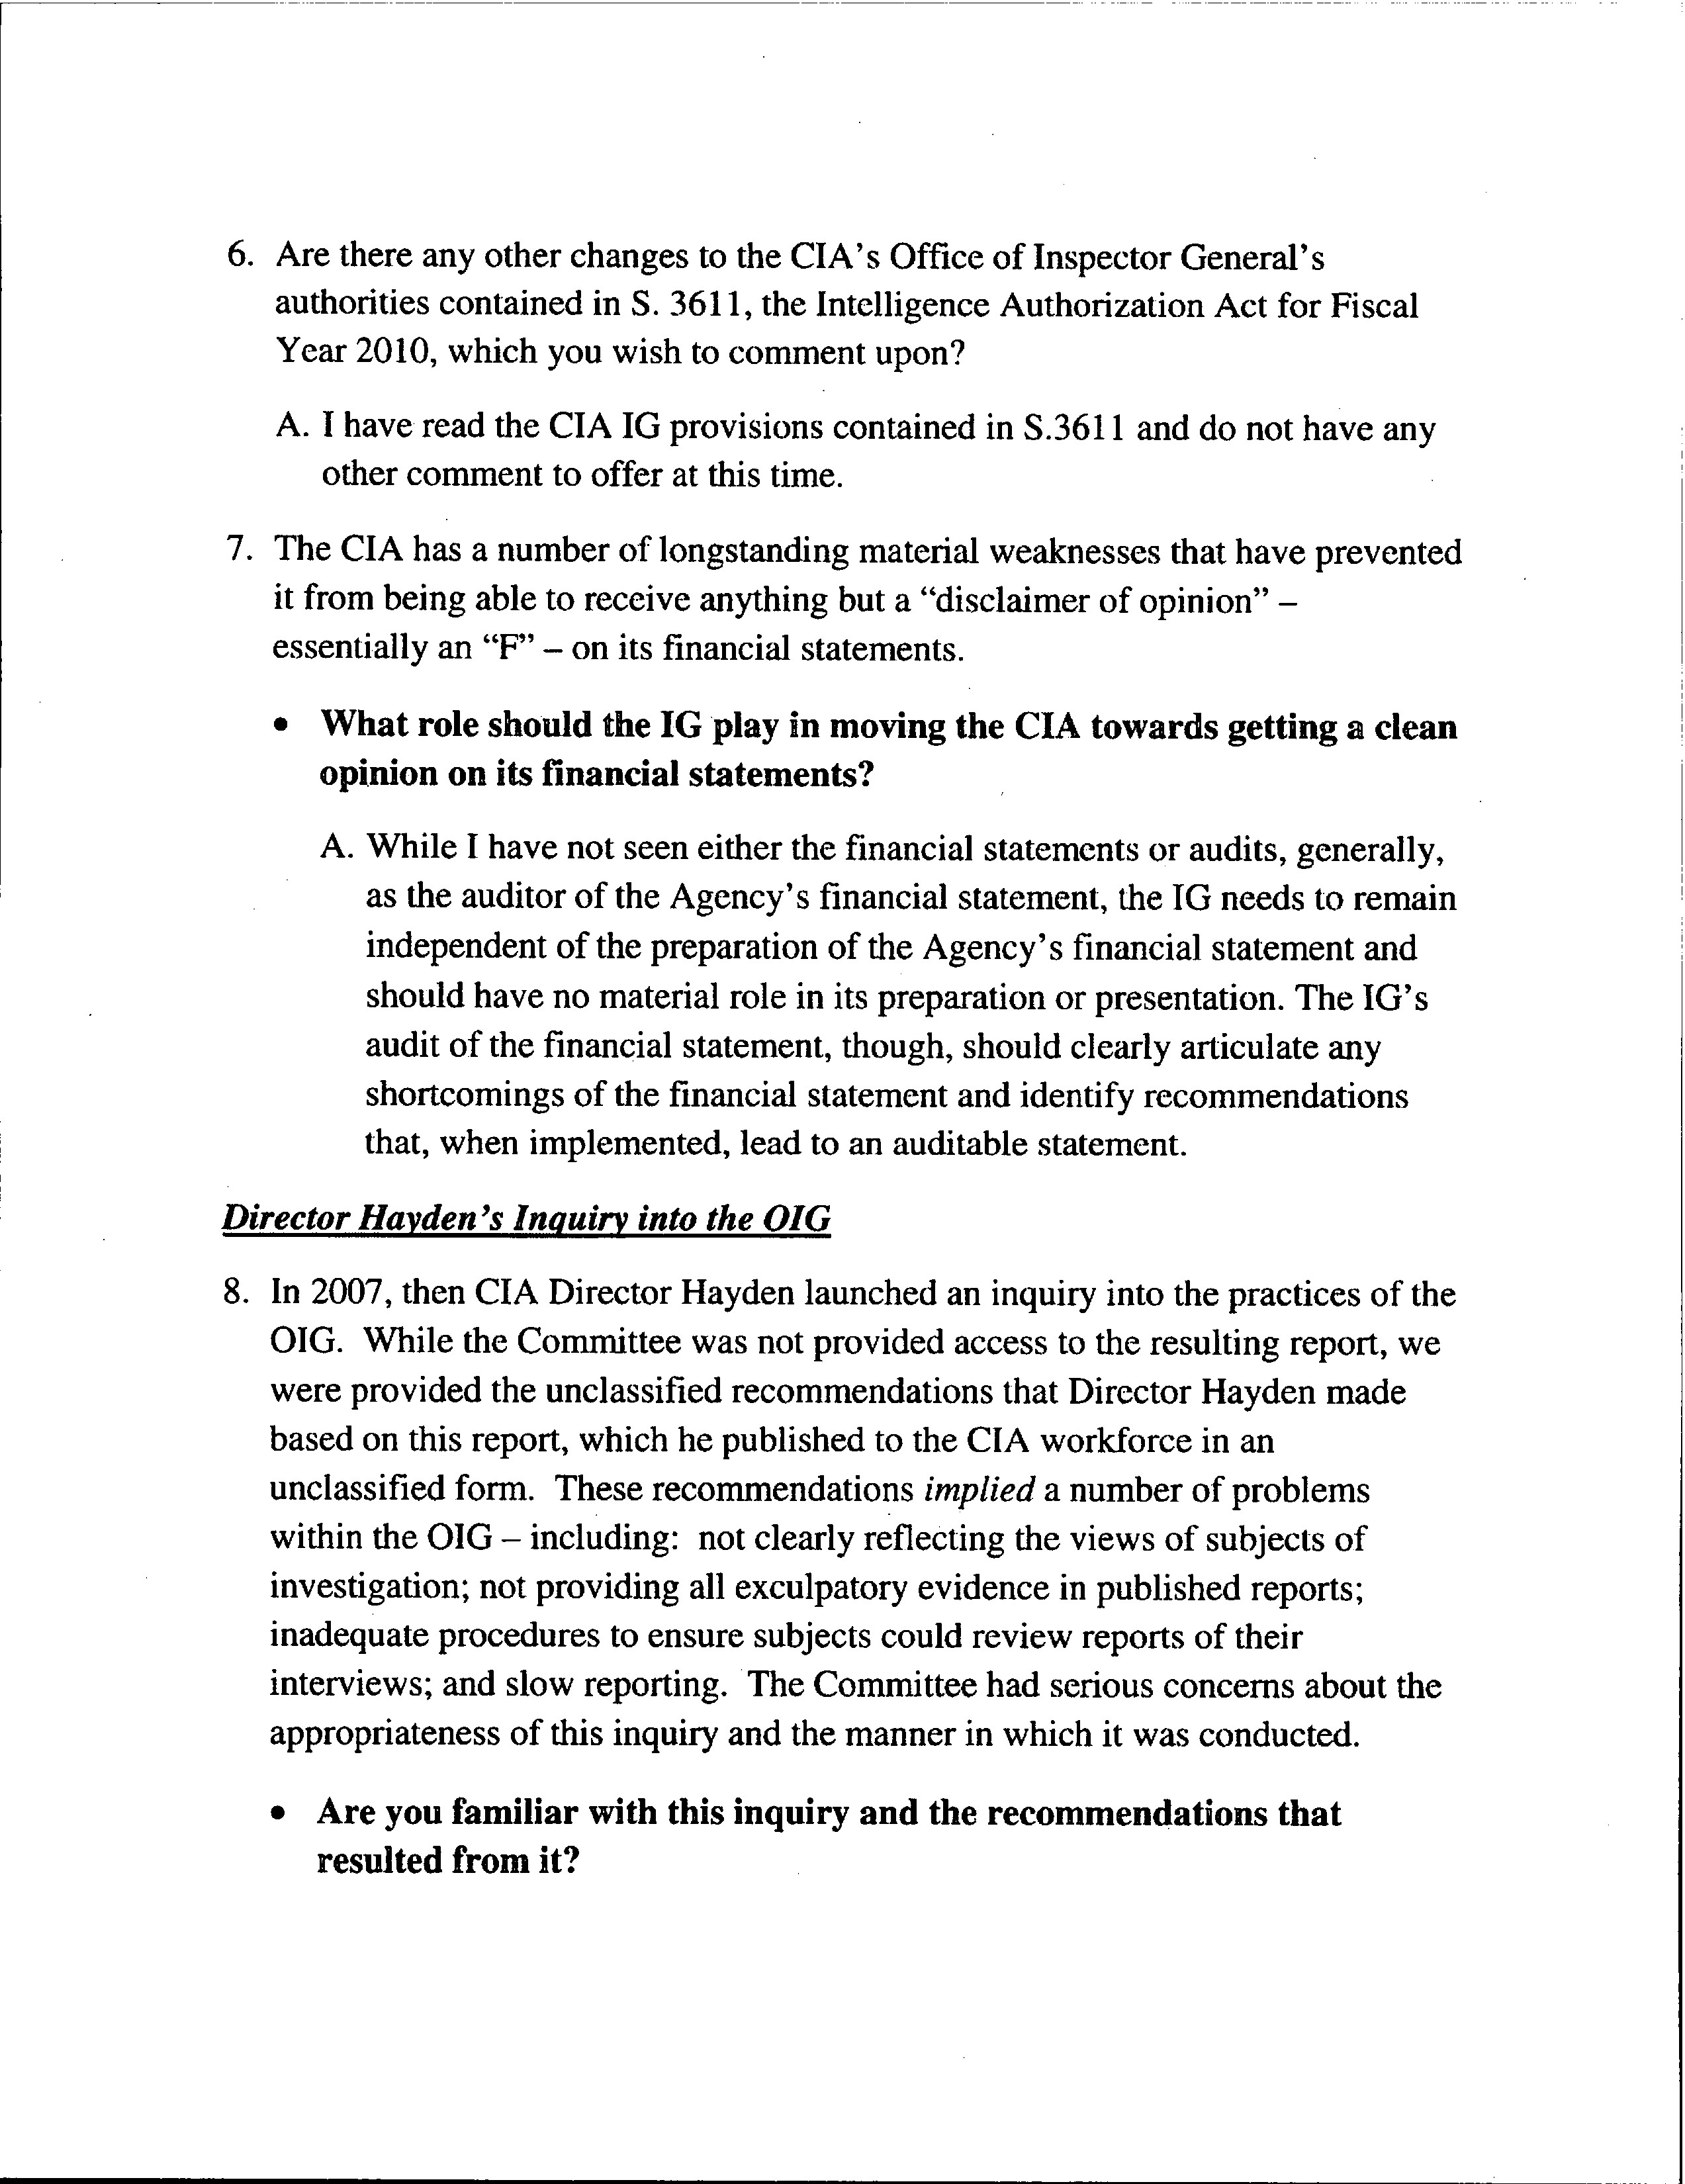 6. Are there any other changes to the CIA's Office of Inspector General's
authorities contained in S. 3611, the Intelligence Authorization Act for Fiscal
Year 2010, which you wish to comment upon?
A. I have read the CIA IG provisions contained in S.3611 and do not have any
other comment to offer at this time.
7. The CIA has a number of longstanding material weaknesses that have prevented
it from being able to receive anything but a “disclaimer of opinion” –
essentially an “F” – on its financial statements.
• What role should the IG play in moving the CIA towards getting a clean
opinion on its financial statements?
A. While I have not seen either the financial statements or audits, generally,
as the auditor of the Agency's financial statement, the IG needs to remain
independent of the preparation of the Agency's financial statement and
should have no material role in its preparation or presentation. The IG's
audit of the financial statement, though, should clearly articulate any
shortcomings of the financial statement and identify recommendations
that, when implemented, lead to an auditable statement.
Director Hayden's Inquiry into the OIG
8. In 2007, then CIA Director Hayden launched an inquiry into the practices of the
OIG. While the Committee was not provided access to the resulting report, we
were provided the unclassified recommendations that Director Hayden made
based on this report, which he published to the CIA workforce in an
unclassified form. These recommendations implied a number of problems
within the OIG – including: not clearly reflecting the views of subjects of
investigation; not providing all exculpatory evidence in published reports;
inadequate procedures to ensure subjects could review reports of their
interviews; and slow reporting. The Committee had serious concerns about the
appropriateness of this inquiry and the manner in which it was conducted.
• Are you familiar with this inquiry and the recommendations that
resulted from it?